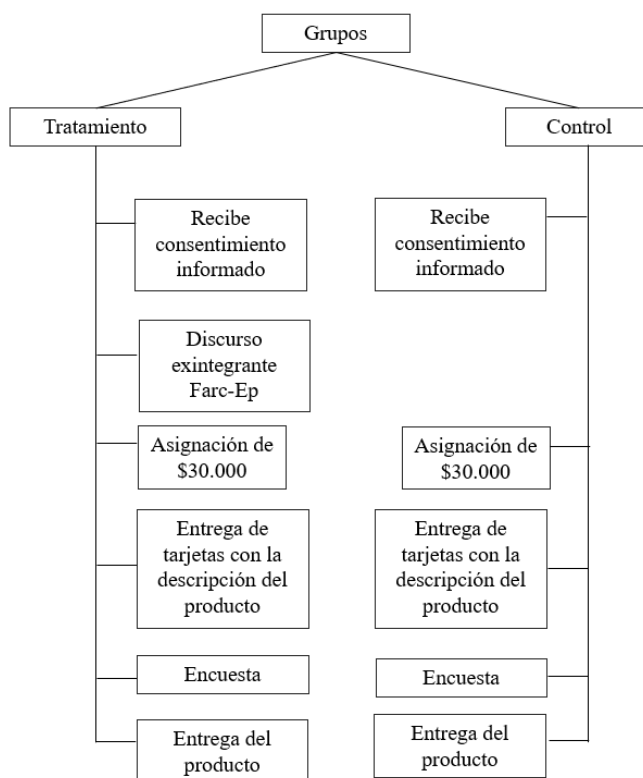 Grupos
Tratamiento
Control
Recibe
consentimiento
informado
Discurso
exintegrante
Farc-Ep
Asignación de
$30.000
Entrega de
tarjetas con la
descripción del
producto
Encuesta
Entrega del
producto
Recibe
consentimiento
informado
Asignación de
$30.000
Entrega de
tarjetas con la
descripción del
producto
Encuesta
Entrega del
producto